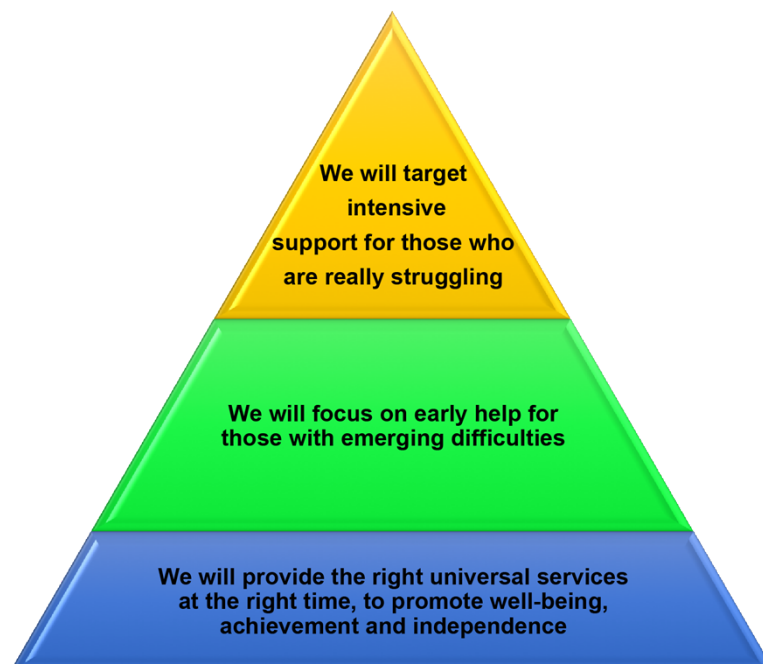 We will target
intensive
support for those who
are really struggling
We will focus on early help for
those with emerging difficulties
We will provide the right universal services
at the right time, to promote well-being,
achievement and independence